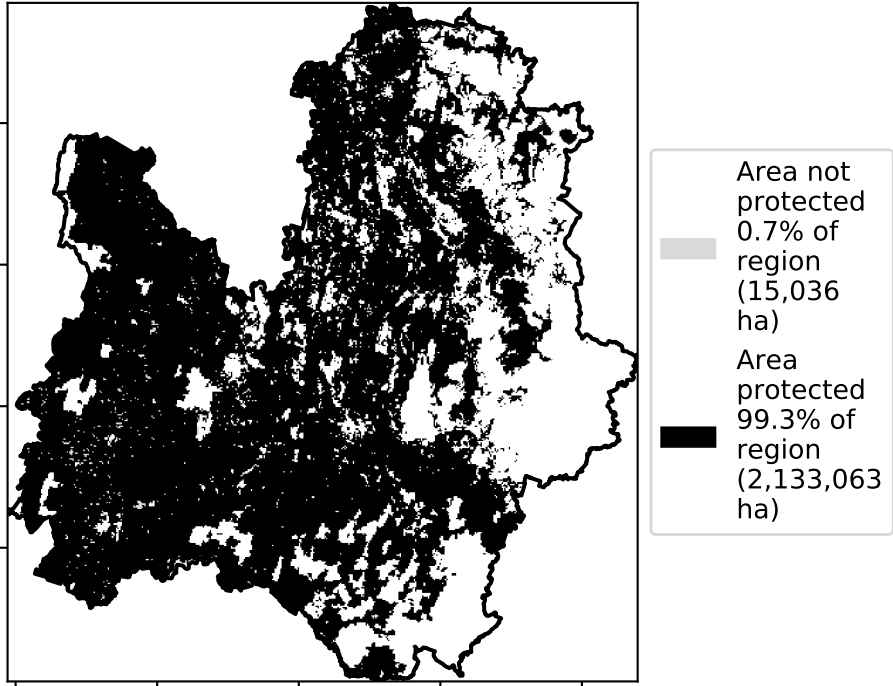 Area not
protected
0.7% of
region
(15,036
ha)
Area
protected
99.3% of
region
(2,133,063
ha)